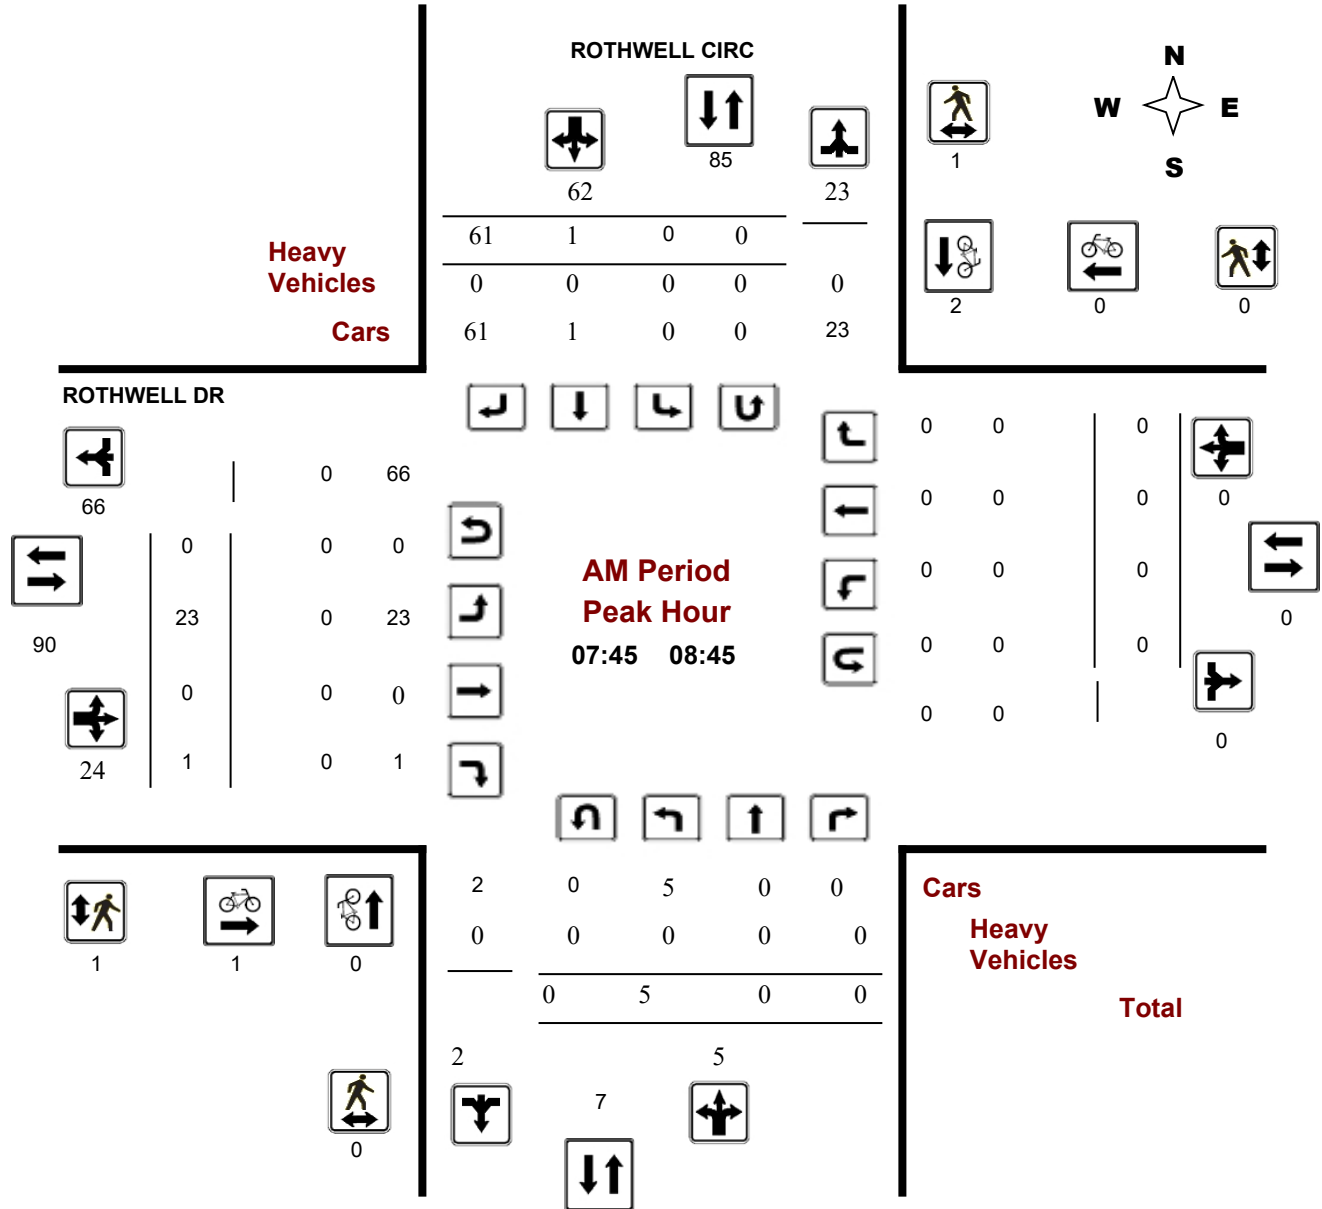 ROTHWELL CIRC
N
W E
S
85
1
62 23
61 1 0 0
Heavy
Vehicles
0 0 0 0 0
2 0 0
Cars
61 1 0 0 23
ROTHWELL DR
0 0 0
0 66
66
0 0 0
0
0 0 0
AM Period
0 0 0
Peak Hour
23 0 23
0
90
07:45 08:45
0 0 0
0 0 0
0 0
0
24
1 0 1
2 0 5 0 0
Cars
0 0 0 0 0
Heavy
Vehicles
1 1 0
0 5 0 0
Total
2 5
7
0